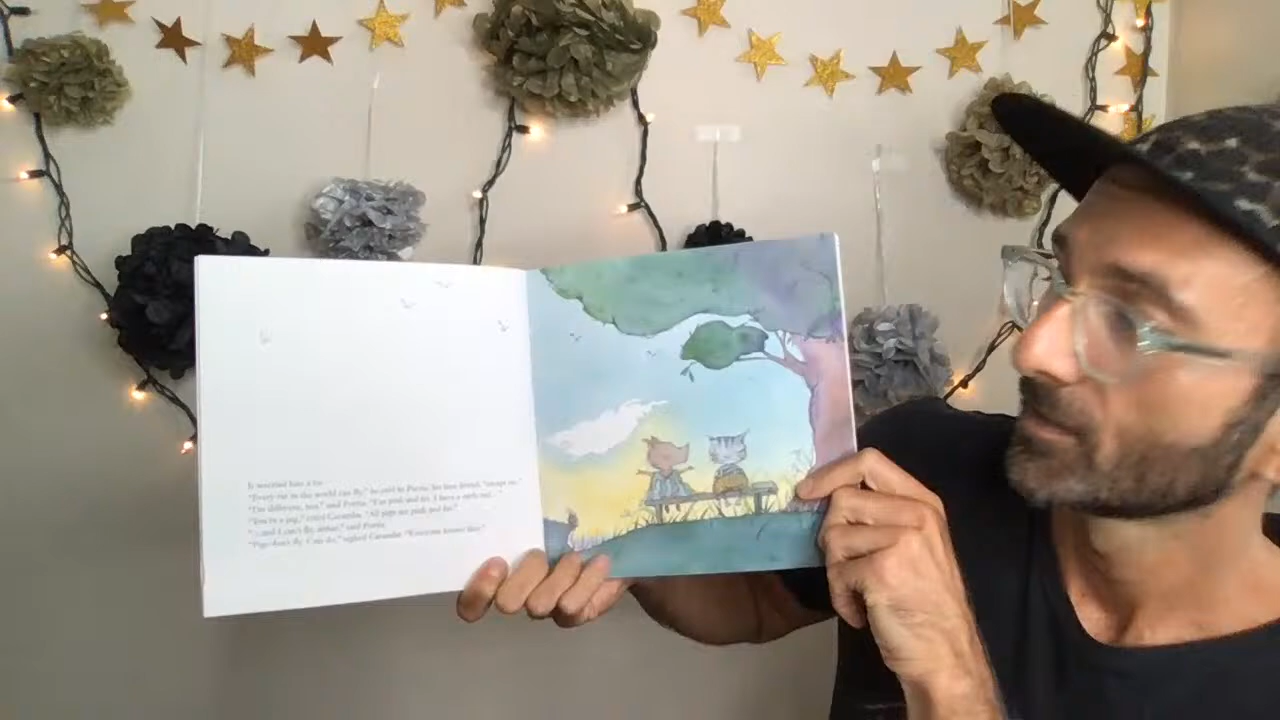 It worried him a lot.
"Every cat in the world can fly," he said to Portia, his best friend, "except me."
"I'm different, too," said Portia. "I'm pink and fat. I have a curly tail..."
"You're a pig," cried Caramba. "All pigs are pink and fat."
"...and I can't fly, either," said Portia.
"Pigs don't fly. Cats do," sighed Caramba. "Everyone knows that."